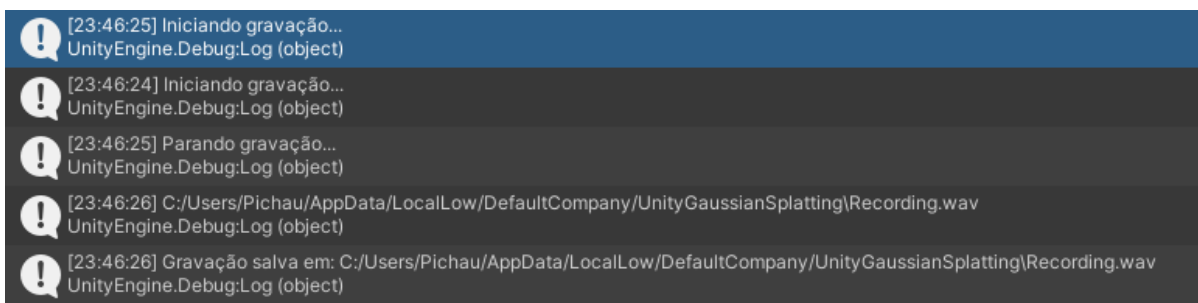 [23:46:25] Iniciando gravação...
UnityEngine.Debug:Log (object)
[23:46:24] Iniciando gravação...
UnityEngine.Debug:Log (object)
[23:46:25] Parando gravação...
UnityEngine.Debug:Log (object)
[23:46:26] C:/Users/Pichau/AppData/LocalLow/DefaultCompany/UnityGaussianSplatting\Recording.wav
UnityEngine.Debug:Log (object)
[23:46:26] Gravação salva em: C:/Users/Pichau/AppData/LocalLow/DefaultCompany/UnityGaussianSplatting\Recording.wav
UnityEngine.Debug:Log (object)